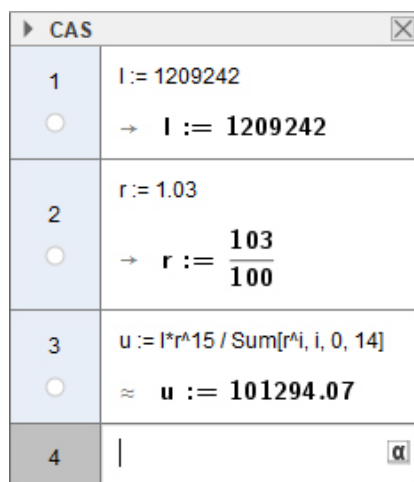 CAS
1
l := 1209242
→ l := 1209242
2
r := 1.03
→ r := 103/100
3
u := l*r^15 / Sum[r^i, i, 0, 14]
≈ u := 101294.07
4
α